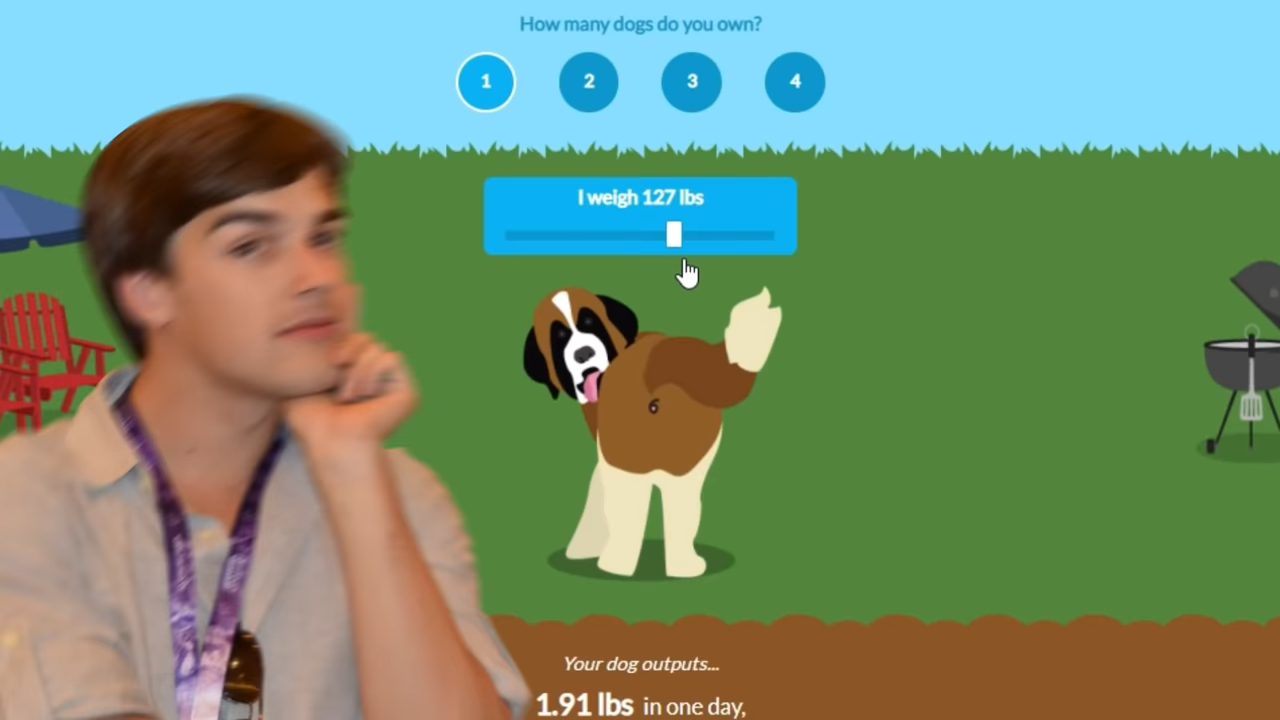 How many dogs do you own?
1 2 3 4
I weigh 127 lbs
Your dog outputs...
1.91 lbs in one day,